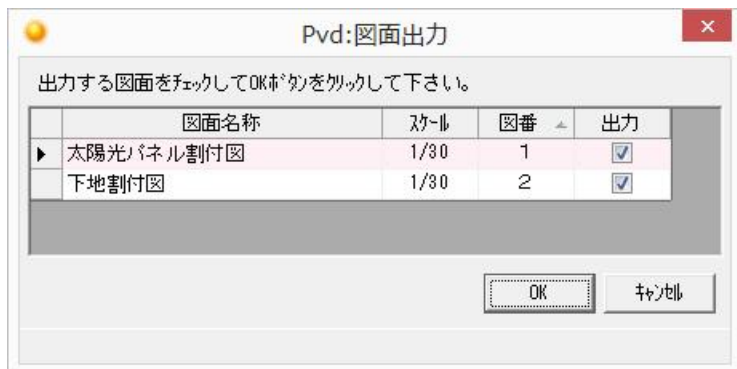 Pvd:図面出力
出力する図面をﾁｪｯｸしてOKﾎﾞﾀﾝをｸﾘｯｸして下さい。
図面名称 ｽｹｰﾙ 図番 出力
太陽光パネル割付図 1/30 1
下地割付図 1/30 2
OK ｷｬﾝｾﾙ